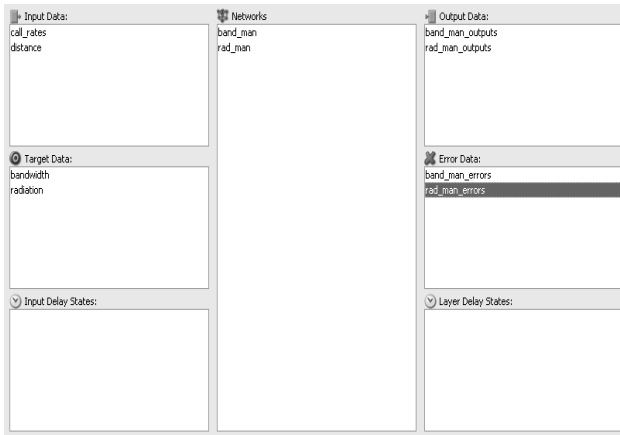 Input Data:
call_rates
distance
Target Data:
bandwidth
radiation
Input Delay States:
Networks
band_man
rad_man
Output Data:
band_man_outputs
rad_man_outputs
Error Data:
band_man_errors
rad_man_errors
Layer Delay States: